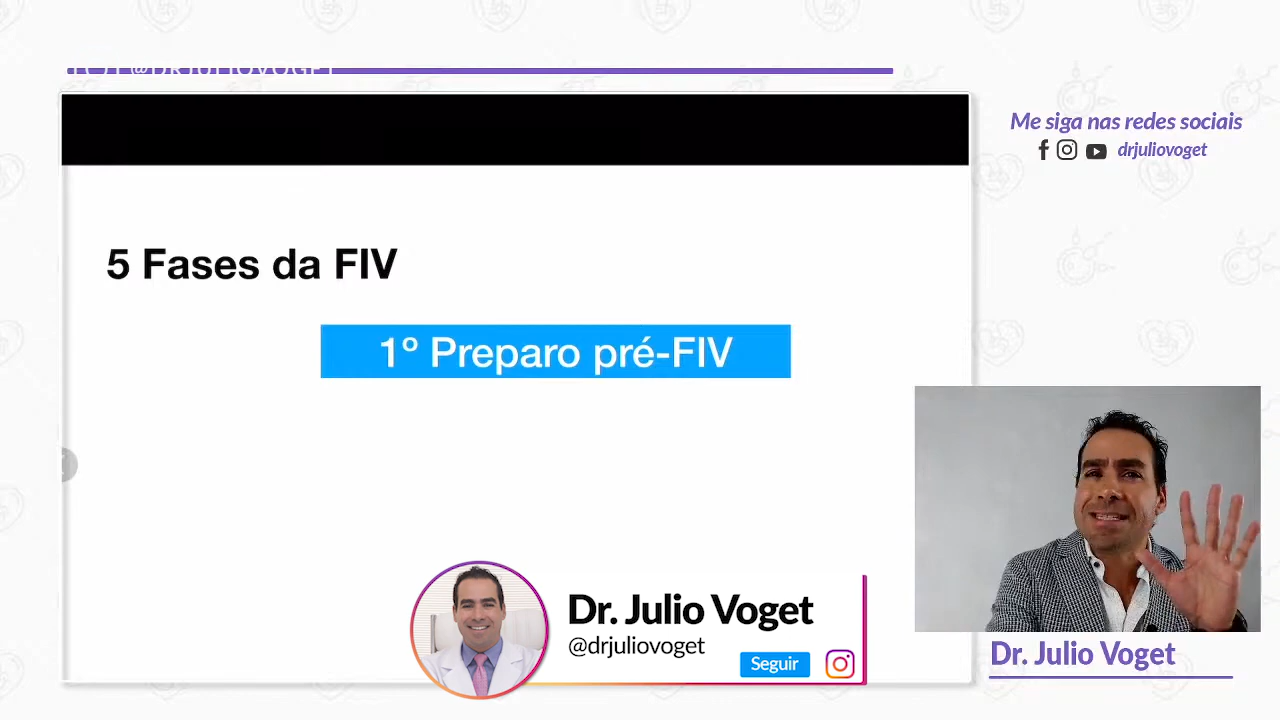 @DRJULIOVOGET
Me siga nas redes sociais
drjuliovoget
5 Fases da FIV
1º Preparo pré-FIV
Dr. Julio Voget
@drjuliovoget
Seguir
Dr. Julio Voget